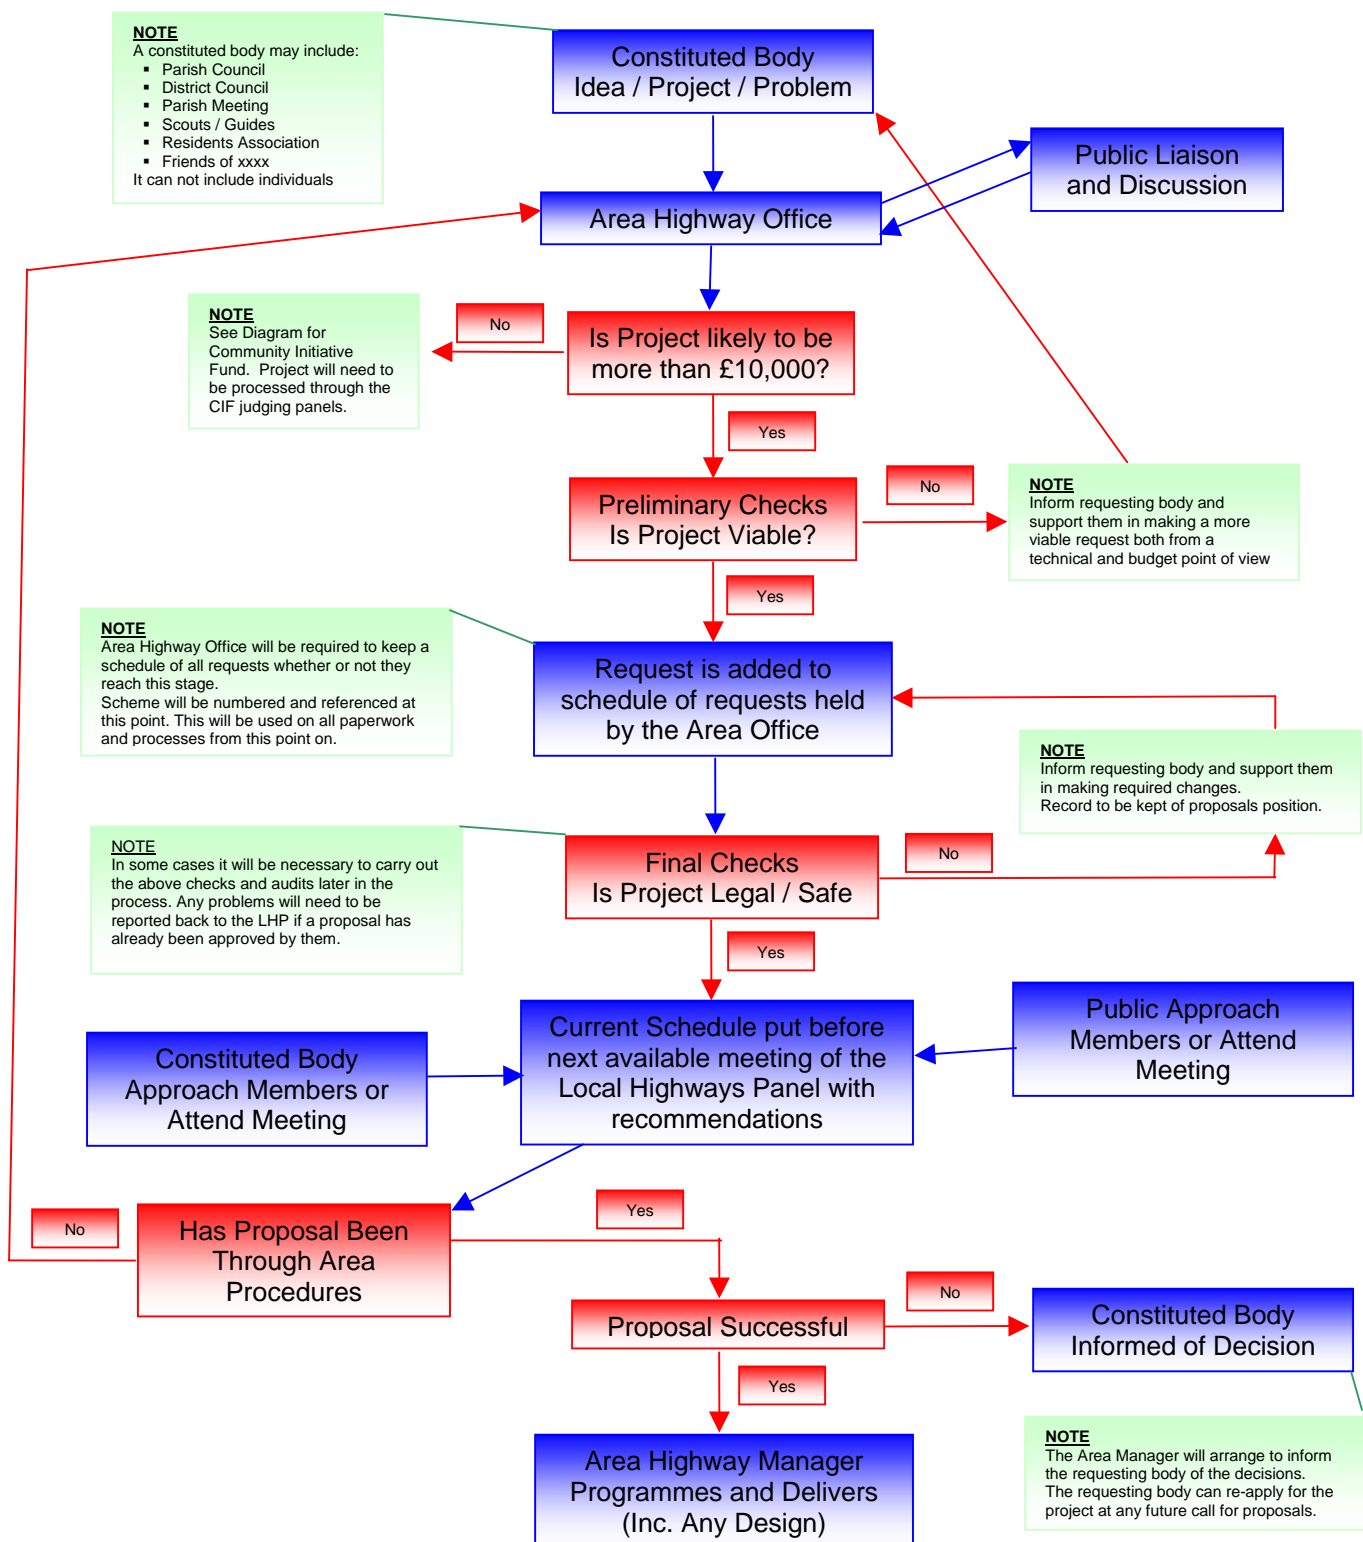 NOTE
A constituted body may include:
▪ Parish Council
▪ District Council
▪ Parish Meeting
▪ Scouts / Guides
▪ Residents Association
▪ Friends of xxxx
It can not include individuals
Constituted Body
Idea / Project / Problem
Public Liaison
and Discussion
Area Highway Office
NOTE
See Diagram for
Community Initiative
Fund. Project will need to
be processed through the
CIF judging panels.
No
Is Project likely to be
more than £10,000?
Yes
Preliminary Checks
Is Project Viable?
No
NOTE
Inform requesting body and
support them in making a more
viable request both from a
technical and budget point of view
Yes
NOTE
Area Highway Office will be required to keep a
schedule of all requests whether or not they
reach this stage.
Scheme will be numbered and referenced at
this point. This will be used on all paperwork
and processes from this point on.
Request is added to
schedule of requests held
by the Area Office
NOTE
Inform requesting body and support them
in making required changes.
Record to be kept of proposals position.
NOTE
In some cases it will be necessary to carry out
the above checks and audits later in the
process. Any problems will need to be
reported back to the LHP if a proposal has
already been approved by them.
Final Checks
Is Project Legal / Safe
No
Yes
Constituted Body
Approach Members or
Attend Meeting
Current Schedule put before
next available meeting of the
Local Highways Panel with
recommendations
Public Approach
Members or Attend
Meeting
No
Has Proposal Been
Through Area
Procedures
Yes
Proposal Successful
No
Constituted Body
Informed of Decision
Yes
Area Highway Manager
Programmes and Delivers
(Inc. Any Design)
NOTE
The Area Manager will arrange to inform
the requesting body of the decisions.
The requesting body can re-apply for the
project at any future call for proposals.